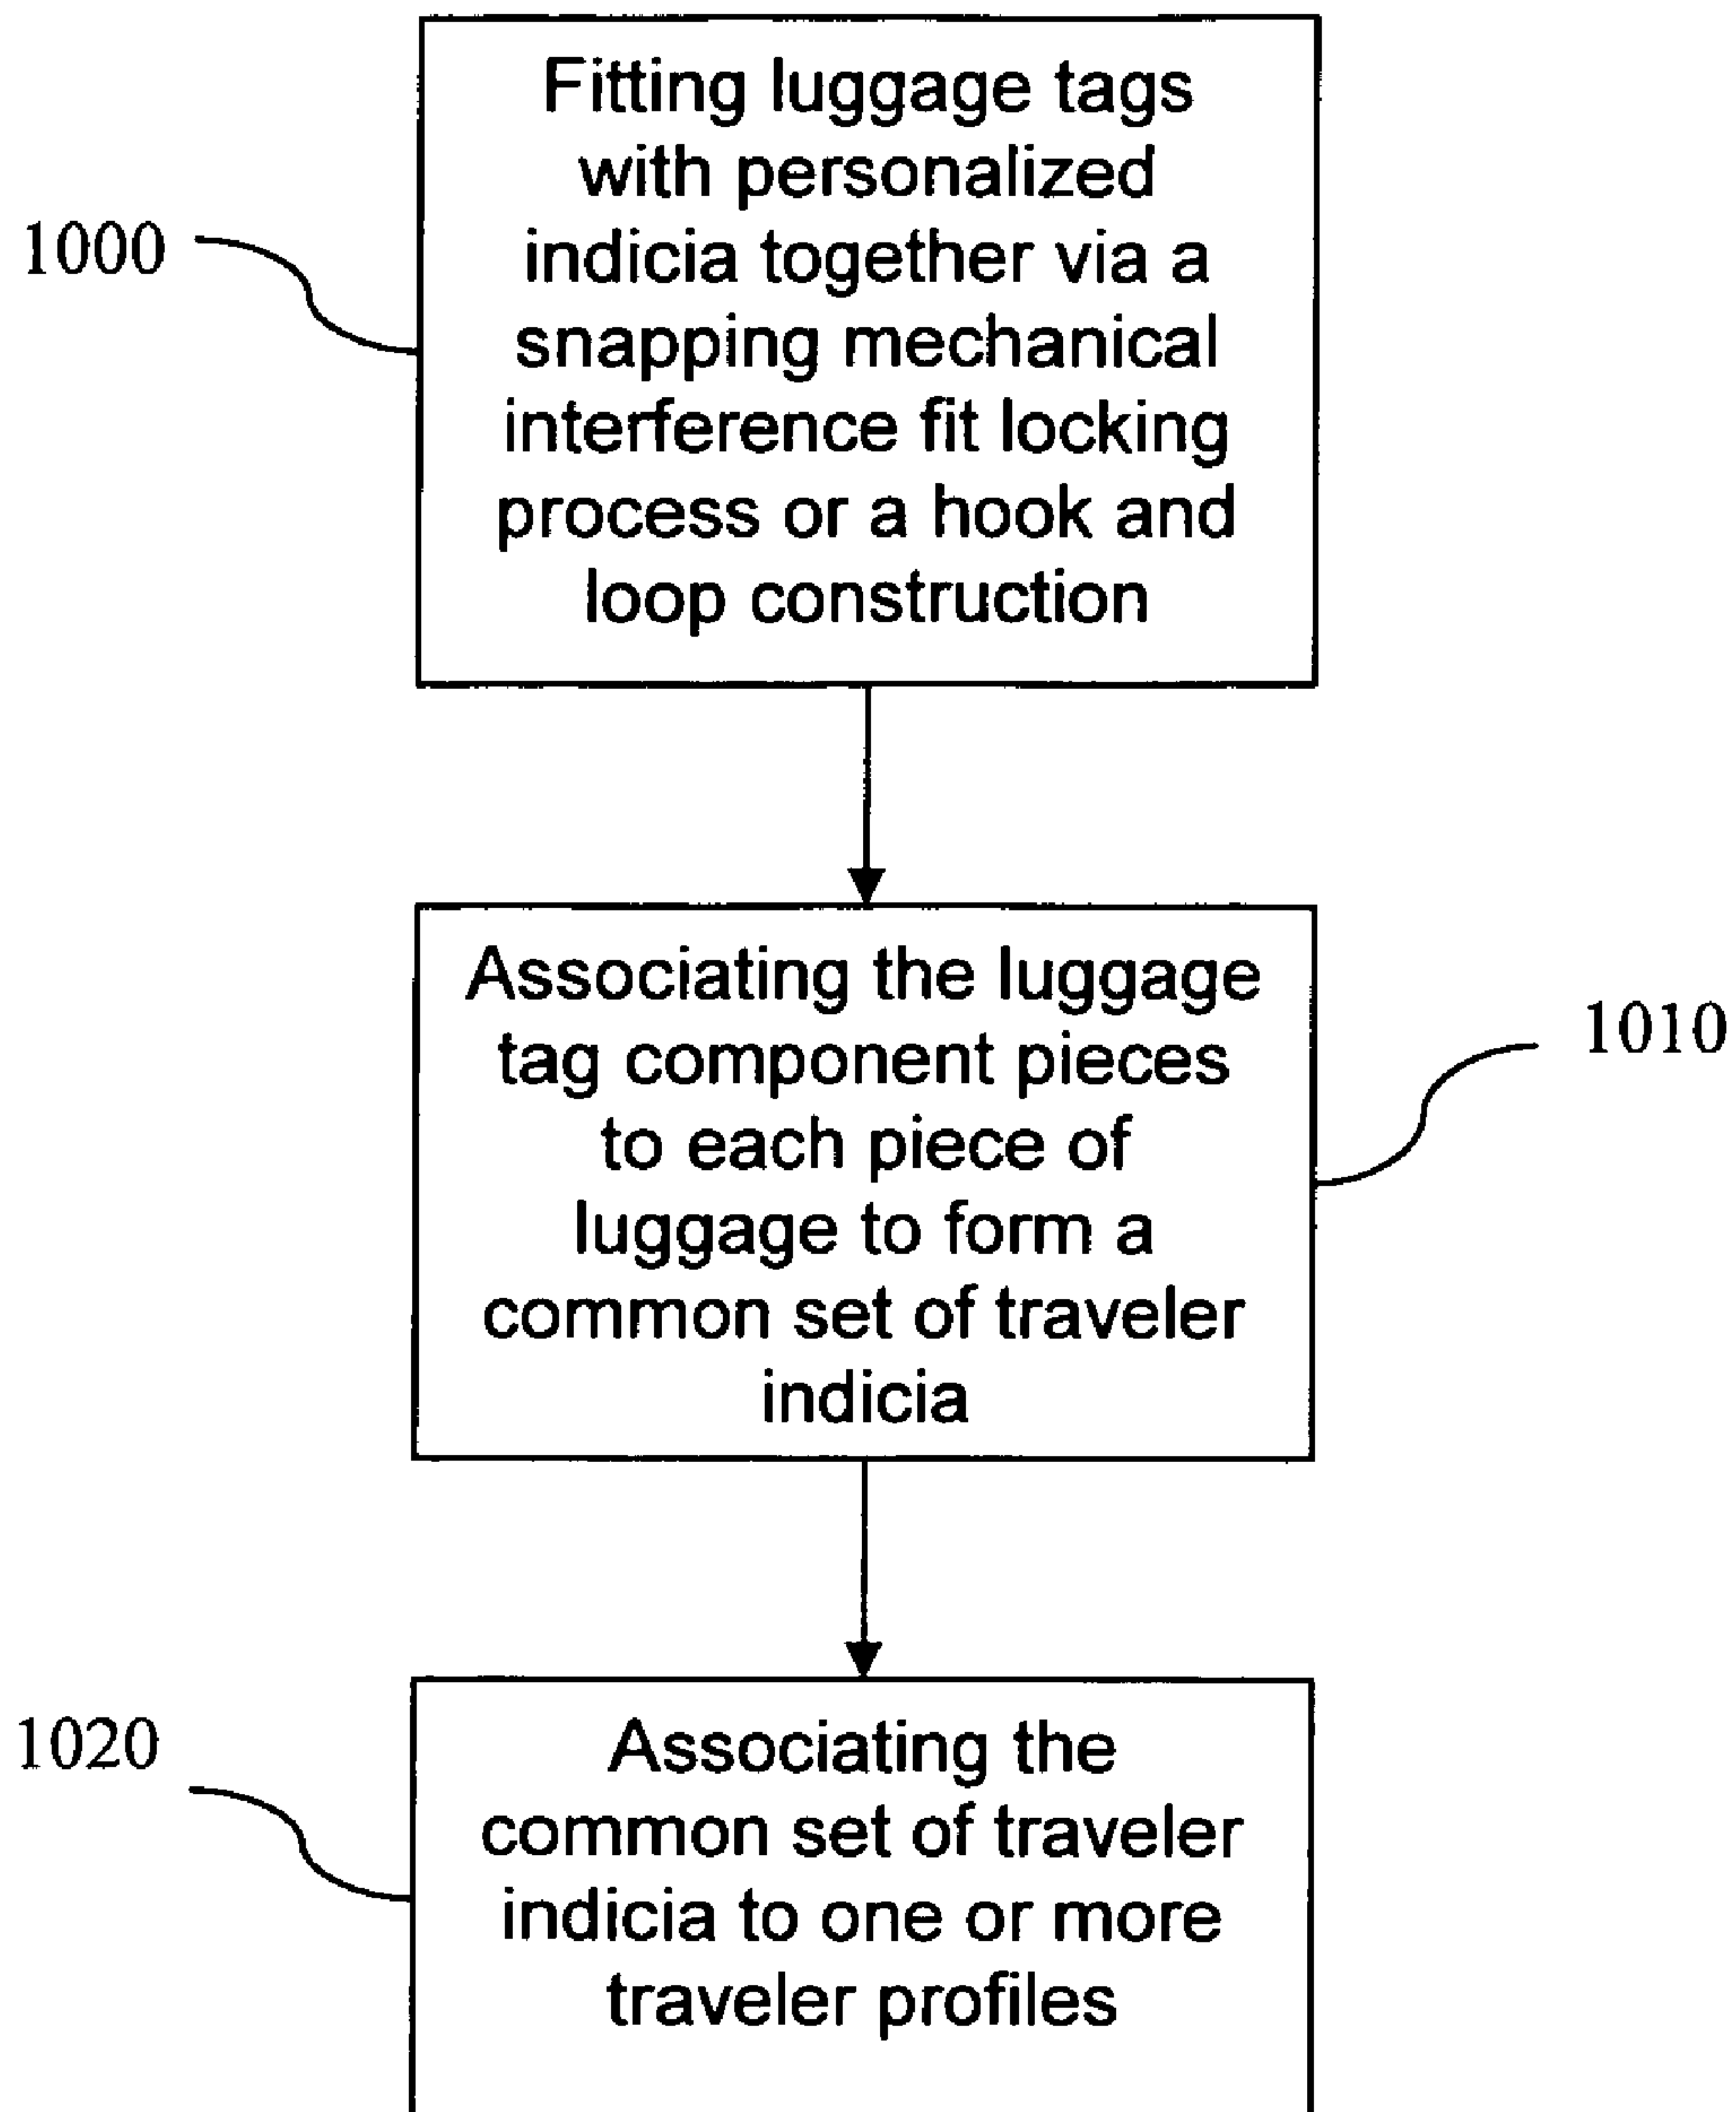 Fitting luggage tags
with personalized
indicia together via a
snapping mechanical
interference fit locking
process or a hook and
loop construction
1000
Associating the luggage
tag component pieces
to each piece of
luggage to form a
common set of traveler
indicia
1010
Associating the
common set of traveler
indicia to one or more
traveler profiles
1020